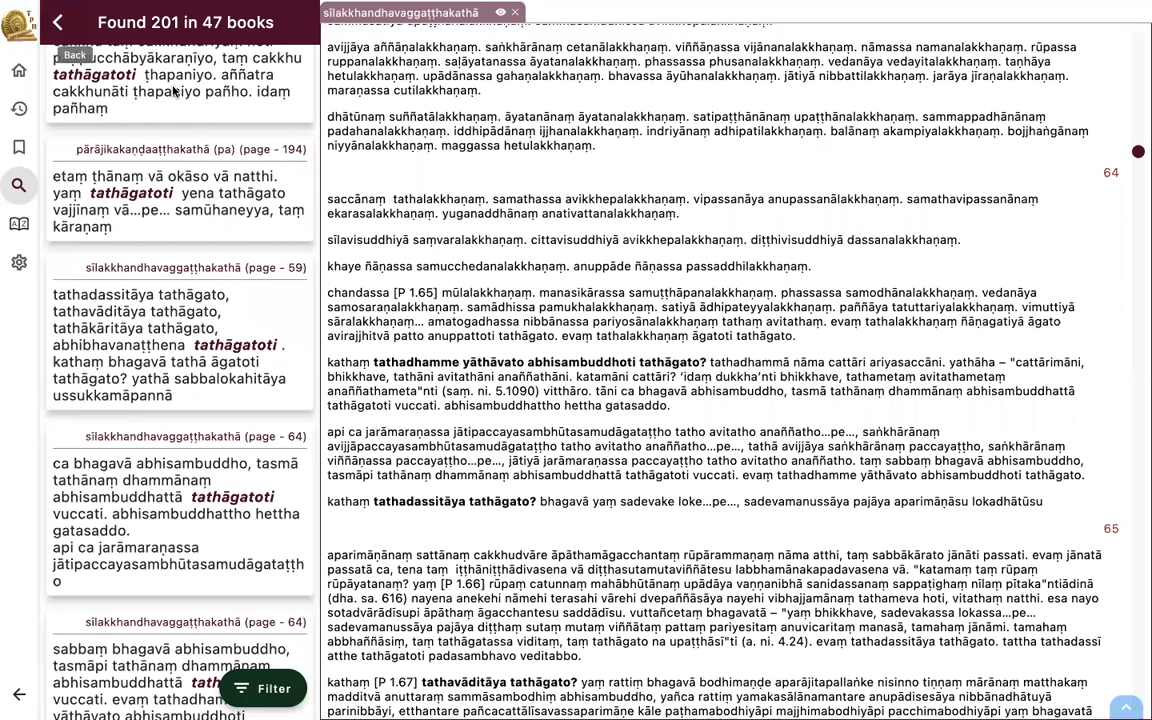 Found 201 in 47 books
Back
cakkhu
tathāgatoti ṭhapaniyo. aññatra
cakkhunāti ṭhapaniyo pañho. idaṃ
pañhaṃ
pārājikakaṇḍaaṭṭhakathā (pa) (page - 194)
etaṃ ṭhānaṃ vā okāso vā natthi.
yaṃ tathāgatoti yena tathāgato
vajjīnaṃ vā…pe… samūhaneyya, taṃ
kāraṇaṃ
sīlakkhandhavaggaṭṭhakathā (page - 59)
tathadassitāya tathāgato,
tathavāditāya tathāgato,
tathākāritāya tathāgato,
abhibhavanaṭṭhena tathāgatoti .
kathaṃ bhagavā tathā āgatoti
tathāgato? yathā sabbalokahitāya
ussukkamāpannā
sīlakkhandhavaggaṭṭhakathā (page - 64)
ca bhagavā abhisambuddho, tasmā
tathānaṃ dhammānaṃ
abhisambuddhattā tathāgatoti
vuccati. abhisambuddhattho hettha
gatasaddo.
api ca jarāmaraṇassa
jātipaccayasambhūtasamudāgataṭṭh
o
sīlakkhandhavaggaṭṭhakathā (page - 64)
sabbaṃ bhagavā abhisambuddho,
tasmāpi tathānaṃ dhammānaṃ
abhisambuddhattā
vuccati. evaṃ
yāthāvato abhisambuddhoti
Filter
sīlakkhandhavaggaṭṭhakathā
avijjāya aññāṇalakkhaṇaṃ. saṅkhārānaṃ cetanālakkhaṇaṃ. viññāṇassa vijānanalakkhaṇaṃ. nāmassa namanalakkhaṇaṃ. rūpassa
ruppanalakkhaṇaṃ. saḷāyatanassa āyatanalakkhaṇaṃ. phassassa phusanalakkhaṇaṃ. vedanāya vedayitalakkhaṇaṃ. taṇhāya
hetulakkhaṇaṃ. upādānassa gahaṇalakkhaṇaṃ. bhavassa āyūhanalakkhaṇaṃ. jātiyā nibbattilakkhaṇaṃ. jarāya jīraṇalakkhaṇaṃ.
maraṇassa cutilakkhaṇaṃ.
dhātūnaṃ suññatālakkhaṇaṃ. āyatanānaṃ āyatanalakkhaṇaṃ. satipaṭṭhānānaṃ upaṭṭhānalakkhaṇaṃ. sammappadhānānaṃ
padahanalakkhaṇaṃ. iddhipādānaṃ ijjhanalakkhaṇaṃ. indriyānaṃ adhipatilakkhaṇaṃ. balānaṃ akampiyalakkhaṇaṃ. bojjhaṅgānaṃ
niyyānalakkhaṇaṃ. maggassa hetulakkhaṇaṃ.
64
saccānaṃ tathalakkhaṇaṃ. samathassa avikkhepalakkhaṇaṃ. vipassanāya anupassanālakkhaṇaṃ. samathavipassanānaṃ
ekarasalakkhaṇaṃ. yuganaddhānaṃ anativattanalakkhaṇaṃ.
sīlavisuddhiyā saṃvaralakkhaṇaṃ. cittavisuddhiyā avikkhepalakkhaṇaṃ. diṭṭhivisuddhiyā dassanalakkhaṇaṃ.
khaye ñāṇassa samucchedanalakkhaṇaṃ. anuppāde ñāṇassa passaddhilakkhaṇaṃ.
chandassa [P 1.65] mūlalakkhaṇaṃ. manasikārassa samuṭṭhāpanalakkhaṇaṃ. phassassa samodhānalakkhaṇaṃ. vedanāya
samosaraṇalakkhaṇaṃ. samādhissa pamukhalakkhaṇaṃ. satiyā ādhipateyyalakkhaṇaṃ. paññāya tatuttariyalakkhaṇaṃ. vimuttiyā
sāralakkhaṇaṃ… amatogadhassa nibbānassa pariyosānalakkhaṇaṃ tathaṃ avitathaṃ. evaṃ tathalakkhaṇaṃ ñāṇagatiyā āgato
avirajjhitvā patto anuppattoti tathāgato. evaṃ tathalakkhaṇaṃ āgatoti tathāgato.
kathaṃ tathadhamme yāthāvato abhisambuddhoti tathāgato? tathadhammā nāma cattāri ariyasaccāni. yathāha – "cattārimāni,
bhikkhave, tathāni avitathāni anaññathāni. katamāni cattāri? ‘idaṃ dukkha’nti bhikkhave, tathametaṃ avitathametaṃ
anaññathameta"nti (saṃ. ni. 5.1090) vitthāro. tāni ca bhagavā abhisambuddho, tasmā tathānaṃ dhammānaṃ abhisambuddhattā
tathāgatoti vuccati. abhisambuddhattho hettha gatasaddo.
api ca jarāmaraṇassa jātipaccayasambhūtasamudāgataṭṭho tatho avitatho anaññatho…pe…, saṅkhārānaṃ
avijjāpaccayasambhūtasamudāgataṭṭho tatho avitatho anaññatho…pe…, tathā avijjāya saṅkhārānaṃ paccayaṭṭho, saṅkhārānaṃ
viññāṇassa paccayaṭṭho…pe…, jātiyā jarāmaraṇassa paccayaṭṭho tatho avitatho anaññatho. taṃ sabbaṃ bhagavā abhisambuddho,
tasmāpi tathānaṃ dhammānaṃ abhisambuddhattā tathāgatoti vuccati. evaṃ tathadhamme yāthāvato abhisambuddhoti tathāgato.
kathaṃ tathadassitāya tathāgato? bhagavā yaṃ sadevake loke…pe…, sadevamanussāya pajāya aparimāṇāsu lokadhātūsu
65
aparimāṇānaṃ sattānaṃ cakkhudvāre āpāthamāgacchantaṃ rūpārammaṇaṃ nāma atthi, taṃ sabbākārato jānāti passati. evaṃ jānatā
passatā ca, tena taṃ iṭṭhāniṭṭhādivasena vā diṭṭhasutamutaviññātesu labbhamānakapadavasena vā. "katamaṃ taṃ rūpaṃ
rūpāyatanaṃ? yaṃ [P 1.66] rūpaṃ catunnaṃ mahābhūtānaṃ upādāya vaṇṇanibhā sanidassanaṃ sappaṭighaṃ nīlaṃ pītaka"ntiādinā
(dha. sa. 616) nayena anekehi nāmehi terasahi vārehi dvepaññāsāya nayehi vibhajjamānaṃ tathameva hoti, vitathaṃ natthi. esa nayo
sotadvārādīsupi āpāthaṃ āgacchantesu saddādīsu. vuttañcetaṃ bhagavatā – "yaṃ bhikkhave, sadevakassa lokassa…pe…
sadevamanussāya pajāya diṭṭhaṃ sutaṃ mutaṃ viññātaṃ pattaṃ pariyesitaṃ anuvicaritaṃ manasā, tamahaṃ jānāmi. tamahaṃ
abbhaññāsiṃ, taṃ tathāgatassa viditaṃ, taṃ tathāgato na upaṭṭhāsī"ti (a. ni. 4.24). evaṃ tathadassitāya tathāgato. tattha tathadassī
atthe tathāgatoti padasambhavo veditabbo.
kathaṃ [P 1.67] tathavāditāya tathāgato? yaṃ rattiṃ bhagavā bodhimaṇḍe aparājitapallaṅke nisinno tiṇṇaṃ mārānaṃ matthakaṃ
madditvā anuttaraṃ sammāsambodhiṃ abhisambuddho, yañca rattiṃ yamakasālānamantare anupādisesāya nibbānadhātuyā
parinibbāyi, etthantare pañcacattālīsavassaparimāṇe kāle paṭhamabodhiyāpi majjhimabodhiyāpi pacchimabodhiyāpi yaṃ bhagavatā